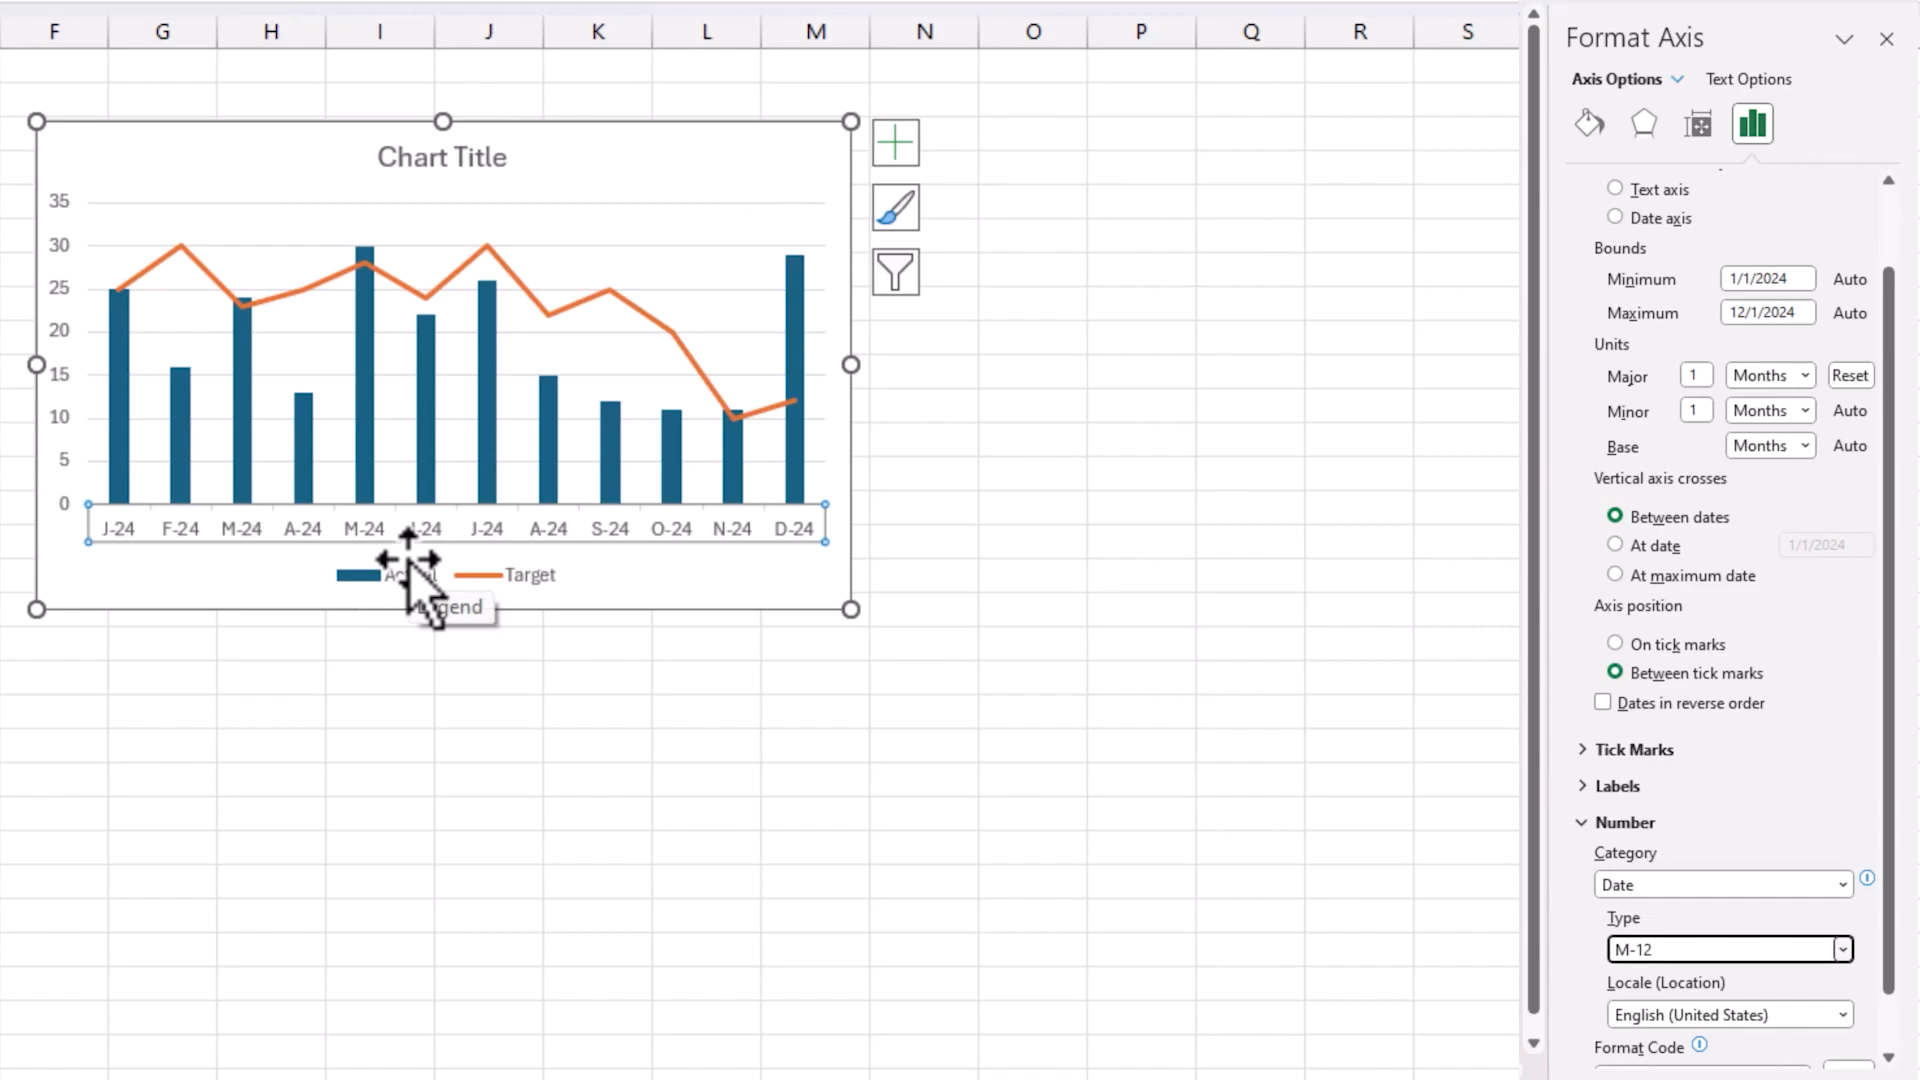 F G H I J K L M N O P Q R S
Chart Title
35
30
25
20
15
10
5
0
J-24 F-24 M-24 A-24 M-24 J-24 A-24 S-24 O-24 N-24 D-24
Target
Format Axis
Axis Options Text Options
Text axis
Date axis
Bounds
Minimum 1/1/2024 Auto
Maximum 12/1/2024 Auto
Units
Major 1 Months Reset
Minor 1 Months Auto
Base Months Auto
Vertical axis crosses
Between dates
At date 1/1/2024
At maximum date
Axis position
On tick marks
Between tick marks
Dates in reverse order
Tick Marks
Labels
Number
Category
Date
Type
M-12
Locale (Location)
English (United States)
Format Code